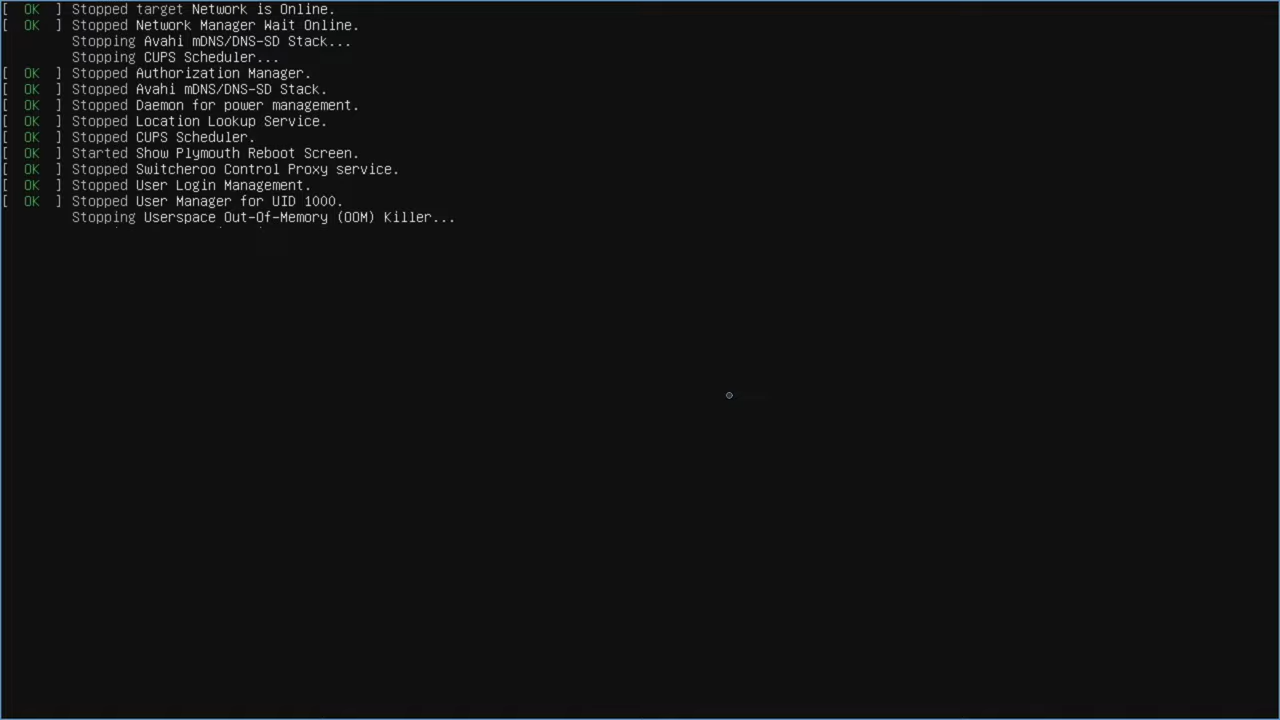 [  OK  ] Stopped target Network is Online.
[  OK  ] Stopped Network Manager Wait Online.
Stopping Avahi mDNS/DNS-SD Stack...
Stopping CUPS Scheduler...
[  OK  ] Stopped Authorization Manager.
[  OK  ] Stopped Avahi mDNS/DNS-SD Stack.
[  OK  ] Stopped Daemon for power management.
[  OK  ] Stopped Location Lookup Service.
[  OK  ] Stopped CUPS Scheduler.
[  OK  ] Started Show Plymouth Reboot Screen.
[  OK  ] Stopped Switcheroo Control Proxy service.
[  OK  ] Stopped User Login Management.
[  OK  ] Stopped User Manager for UID 1000.
Stopping Userspace Out-Of-Memory (OOM) Killer...